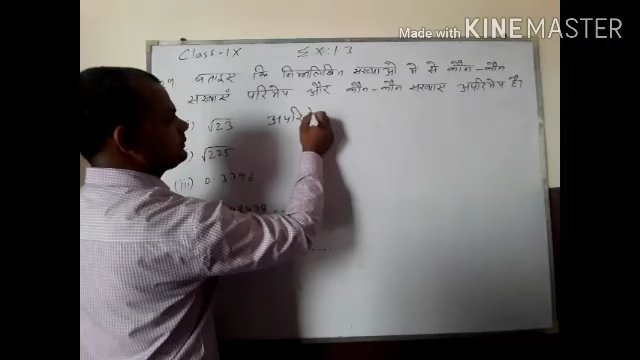 Made with KINEMASTER
Class-IX Ex:1.3
बताइए कि निम्नलिखित संख्याओं में से कौन-कौन
संख्याएँ परिमेय और कौन-कौन संख्याएं अपरिमेय हैं।
√23 अपरि
√225
(iii) 0.3796
478...
....